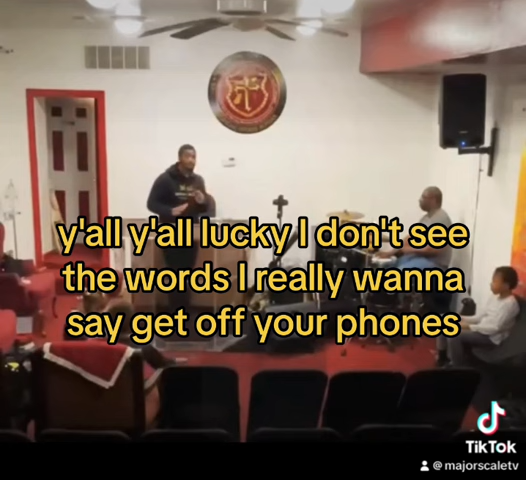 y'all y'all lucky I don't see
the words I really wanna
say get off your phones
TikTok
@majorscaletv